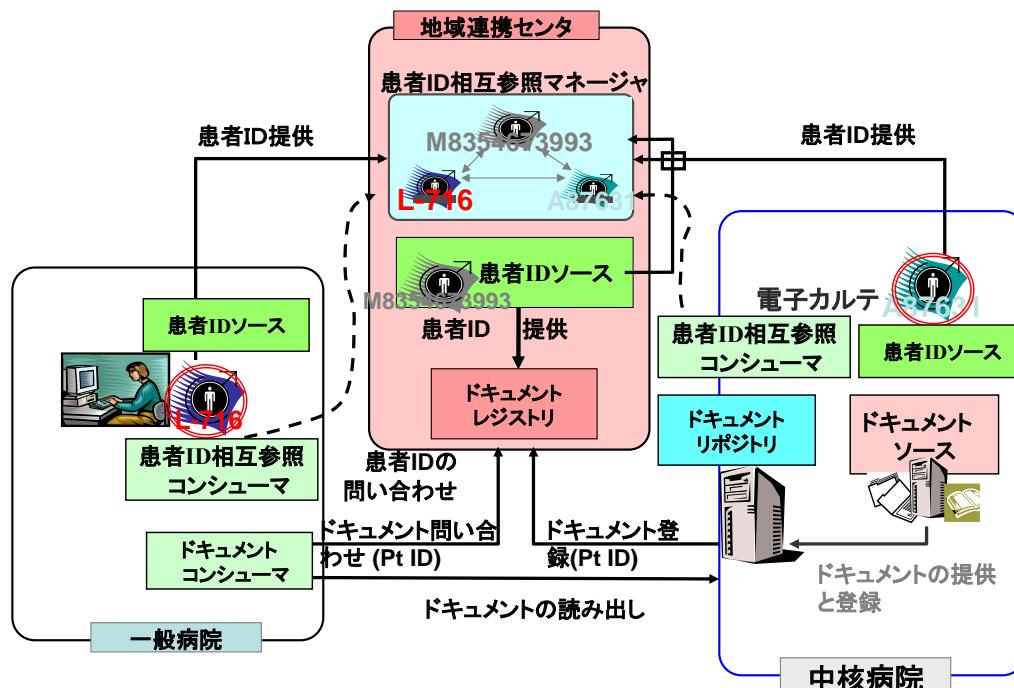 地域連携センタ
患者ID相互参照マネージャ
M8354673993
L-716
A87631
患者ID提供
患者ID提供
患者IDソース
M8354673993
患者ID 提供
ドキュメント
レジストリ
患者IDソース
L-716
患者ID相互参照
コンシューマ
ドキュメント
コンシューマ
一般病院
患者IDの
問い合わせ
ドキュメント問い合
わせ (Pt ID)
ドキュメント登
録(Pt ID)
ドキュメントの読み出し
電子カルテ
A87631
患者ID相互参照
コンシューマ
患者IDソース
ドキュメント
リポジトリ
ドキュメント
ソース
ドキュメントの提供
と登録
中核病院